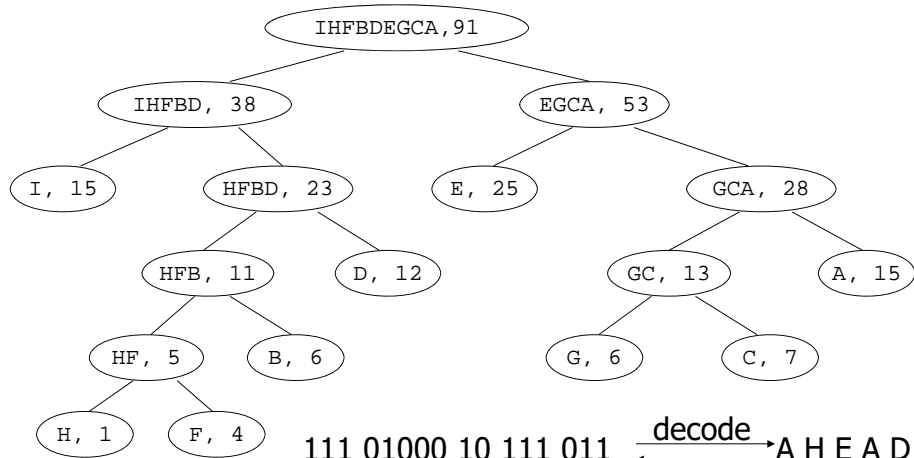 IHFBDEGCA,91
IHFBD, 38
EGCA, 53
I, 15
HFBD, 23
E, 25
GCA, 28
HFB, 11
D, 12
GC, 13
A, 15
HF, 5
B, 6
G, 6
C, 7
H, 1
F, 4
111 01000 10 111 011 decode A H E A D